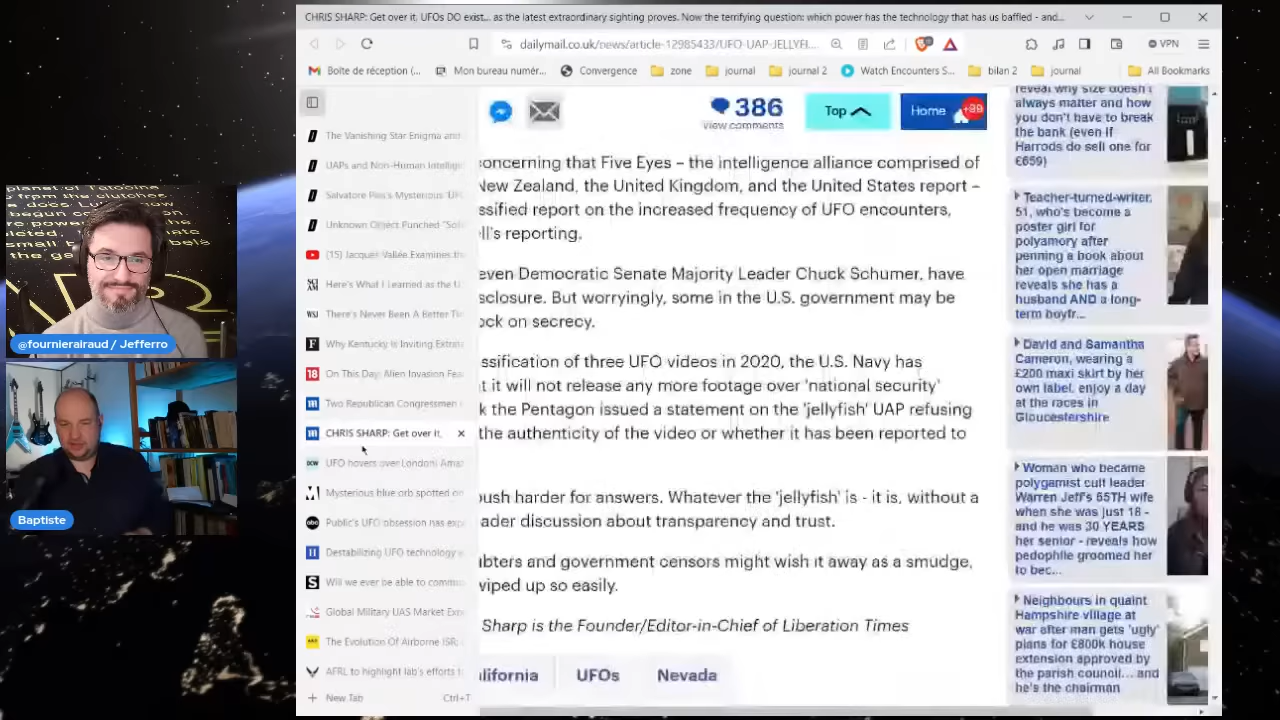 CHRIS SHARP: Get over it, UFOs DO exist... as the latest extraordinary sighting proves. Now the terrifying question: which power has the technology that has us baffled - and...
dailymail.co.uk/news/article-12985433/UFO-UAP-JELLYFI...
VPN
Boîte de réception (...
Mon bureau numér...
Convergence
zone
journal
journal 2
Watch Encounters S...
bilan 2
journal
All Bookmarks
The Vanishing Star Enigma and
UAPs and Non-Human Intellig
Salvatore Pais's Mysterious 'UF
Unknown Object Punched "Soli
(15) Jacques Vallée Examines th
Here's What I Learned as the U
There's Never Been A Better Ti
Why Kentucky Is Inviting Extra
On This Day: Alien Invasion Fea
Two Republican Congressmen
CHRIS SHARP: Get over it,
UFO hovers over London! Ama
Mysterious blue orb spotted on
Public's UFO obsession has exp
Destabilizing UFO technology
Will we ever be able to commu
Global Military UAS Market Exp
The Evolution Of Airborne ISR:
AFRL to highlight lab's efforts t
New Tab
Ctrl+T
386
view comments
Top
Home
+99
concerning that Five Eyes – the intelligence alliance comprised of
New Zealand, the United Kingdom, and the United States report –
ssified report on the increased frequency of UFO encounters,
ll's reporting.
even Democratic Senate Majority Leader Chuck Schumer, have
sclosure. But worryingly, some in the U.S. government may be
ock on secrecy.
ssification of three UFO videos in 2020, the U.S. Navy has
t it will not release any more footage over 'national security'
k the Pentagon issued a statement on the 'jellyfish' UAP refusing
the authenticity of the video or whether it has been reported to
push harder for answers. Whatever the 'jellyfish' is - it is, without a
ader discussion about transparency and trust.
ubters and government censors might wish it away as a smudge,
wiped up so easily.
Sharp is the Founder/Editor-in-Chief of Liberation Times
lifornia
UFOs
Nevada
reveal why size doesn't
always matter and how
you don't have to break
the bank (even if
Harrods do sell one for
£659)
Teacher-turned-writer,
51, who's become a
poster girl for
polyamory after
penning a book about
her open marriage
reveals she has a
husband AND a long-
term boyfr...
David and Samantha
Cameron, wearing a
£200 maxi skirt by her
own label, enjoy a day
at the races in
Gloucestershire
Woman who became
polygamist cult leader
Warren Jeff's 65TH wife
when she was just 18 -
and he was 30 YEARS
her senior - reveals how
pedophile groomed her
to bec...
Neighbours in quaint
Hampshire village at
war after man gets 'ugly'
plans for £800k house
extension approved by
the parish council... and
he's the chairman
@fournierairaud / Jefferro
Baptiste